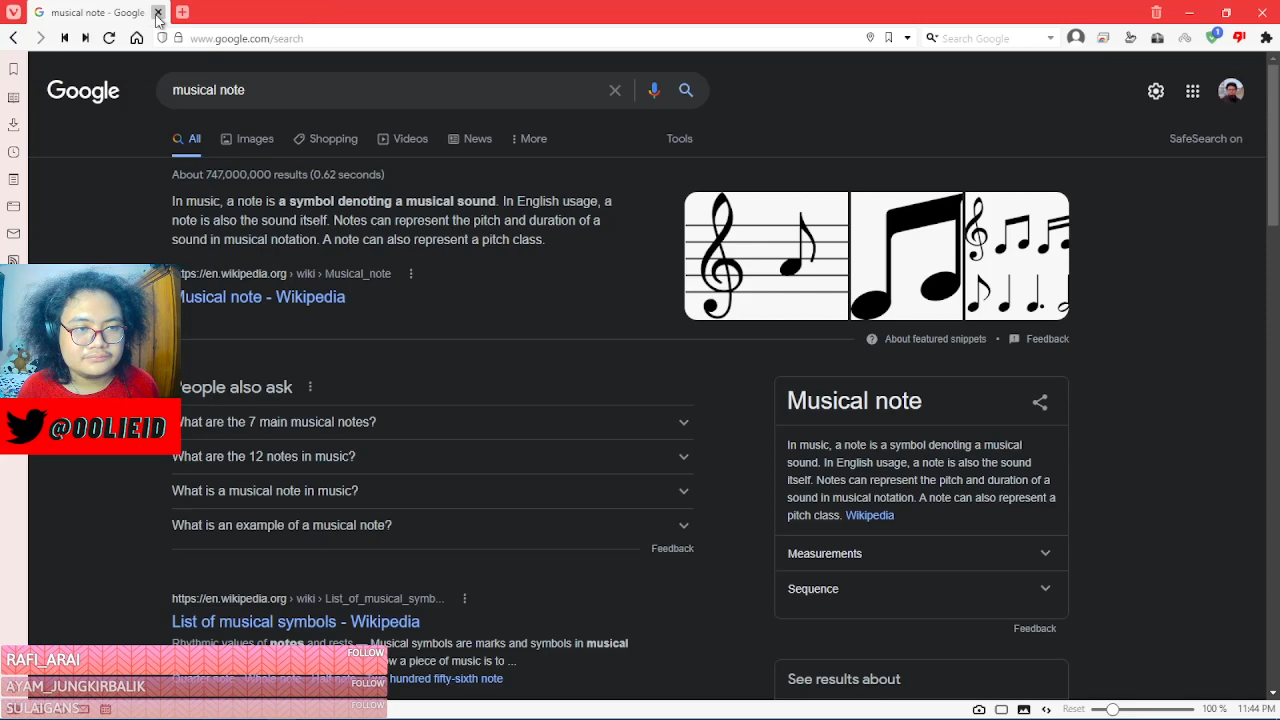 musical note - Google
www.google.com/search
Search Google
1
Google
musical note
All
Images
Shopping
Videos
News
More
Tools
SafeSearch on
About 747,000,000 results (0.62 seconds)
In music, a note is a symbol denoting a musical sound. In English usage, a
note is also the sound itself. Notes can represent the pitch and duration of a
sound in musical notation. A note can also represent a pitch class.
tps://en.wikipedia.org › wiki › Musical_note
Musical note - Wikipedia
About featured snippets • Feedback
People also ask
What are the 7 main musical notes?
What are the 12 notes in music?
What is a musical note in music?
What is an example of a musical note?
Feedback
Musical note
In music, a note is a symbol denoting a musical
sound. In English usage, a note is also the sound
itself. Notes can represent the pitch and duration of a
sound in musical notation. A note can also represent a
pitch class. Wikipedia
Measurements
Sequence
Feedback
See results about
https://en.wikipedia.org › wiki › List_of_musical_symb...
List of musical symbols - Wikipedia
Rhythmic values of notes and rests — Musical symbols are marks and symbols in musical
w a piece of music is to ...
hundred fifty-sixth note
@OOLIEID
RAFI_ARAI FOLLOW
AYAM_JUNGKIRBALIK FOLLOW
SULAIGANS FOLLOW
Reset
100 %
11:44 PM